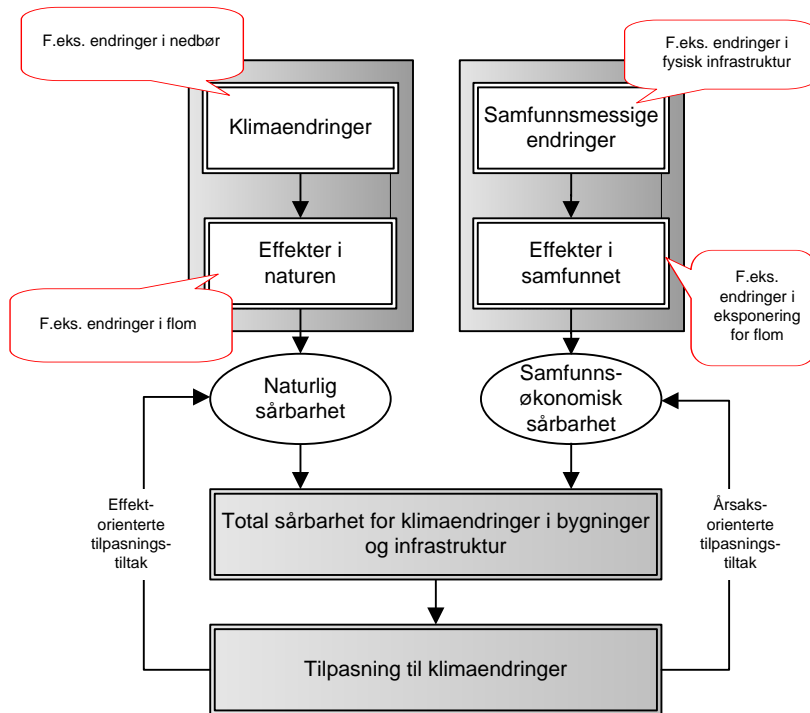 F.eks. endringer i nedbør
F.eks. endringer i
fysisk infrastruktur
Klimaendringer
Samfunnsmessige
endringer
Effekter i
naturen
Effekter i
samfunnet
F.eks. endringer i flom
F.eks.
endringer i
eksponering
for flom
Naturlig
sårbarhet
Samfunns-
økonomisk
sårbarhet
Effekt-
orienterte
tilpasnings-
tiltak
Total sårbarhet for klimaendringer i bygninger
og infrastruktur
Årsaks-
orienterte
tilpasnings-
tiltak
Tilpasning til klimaendringer